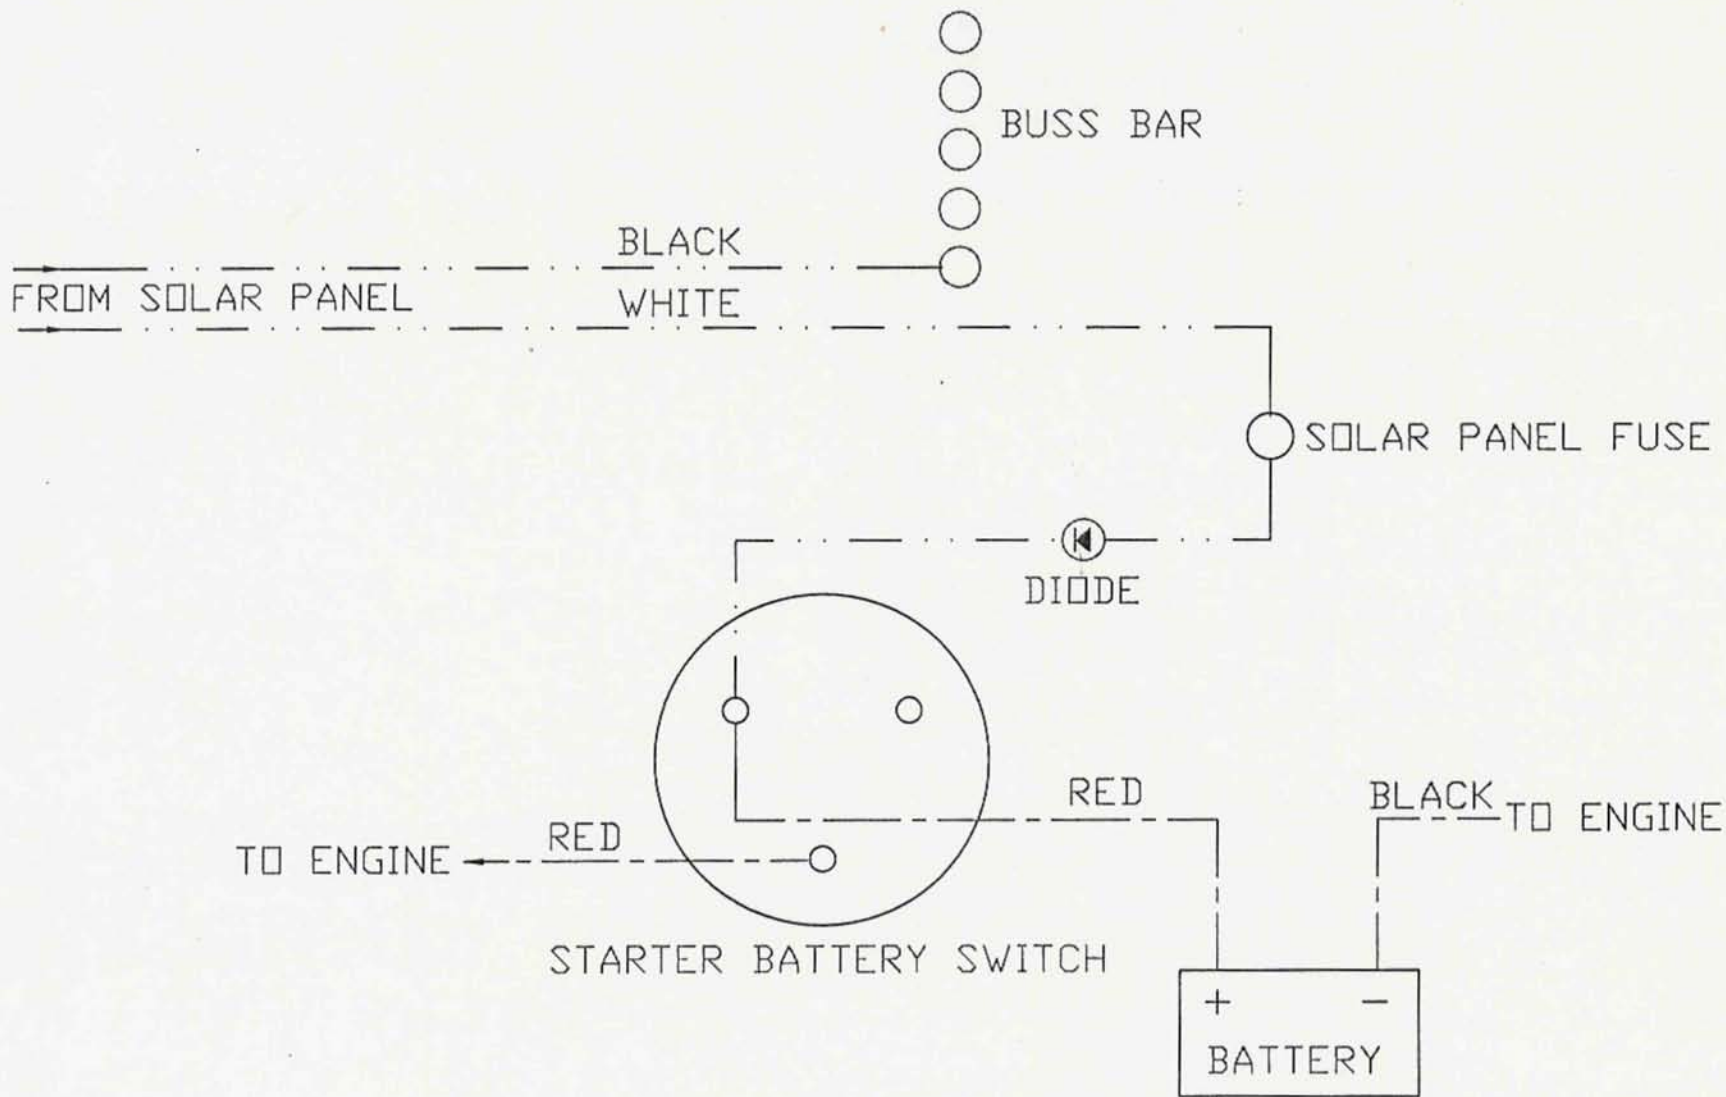 BUSS BAR
BLACK
FROM SOLAR PANEL
WHITE
SOLAR PANEL FUSE
DIODE
RED
BLACK
TO ENGINE
RED
TO ENGINE
STARTER BATTERY SWITCH
+ −
BATTERY